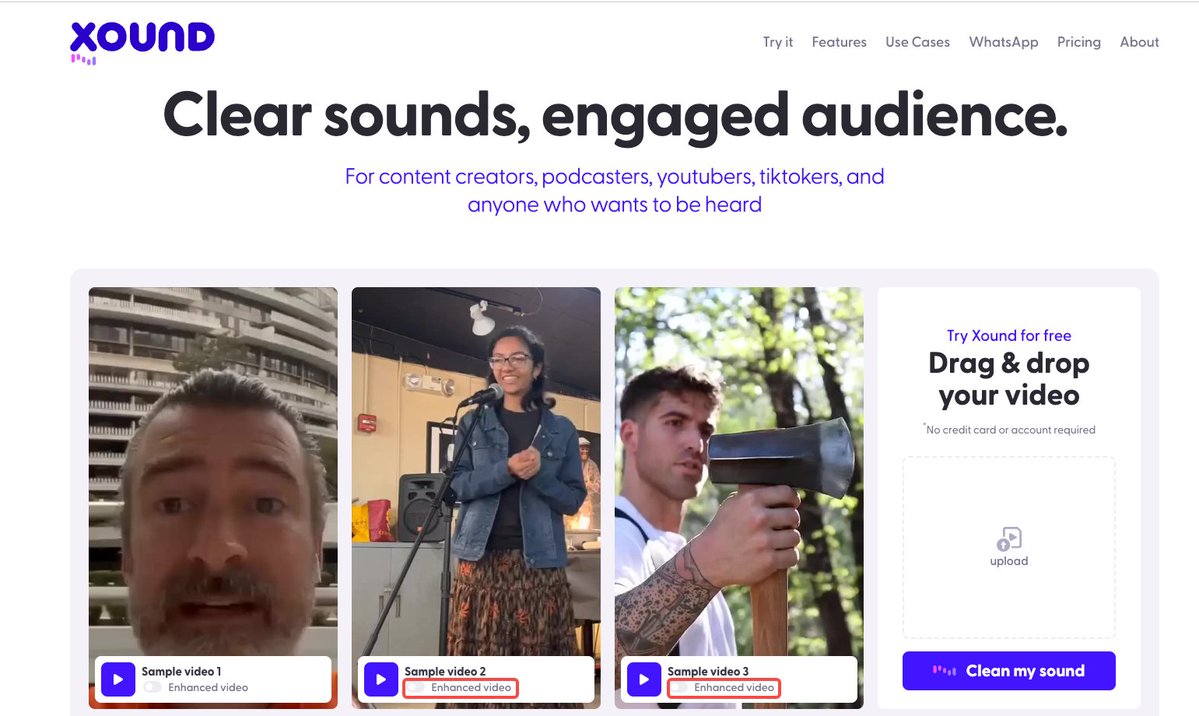 XOUND
Try it Features Use Cases WhatsApp Pricing About
Clear sounds, engaged audience.
For content creators, podcasters, youtubers, tiktokers, and
anyone who wants to be heard
Sample video 1
Enhanced video
Sample video 2
Enhanced video
Sample video 3
Enhanced video
Try Xound for free
Drag & drop
your video
*No credit card or account required
upload
Clean my sound